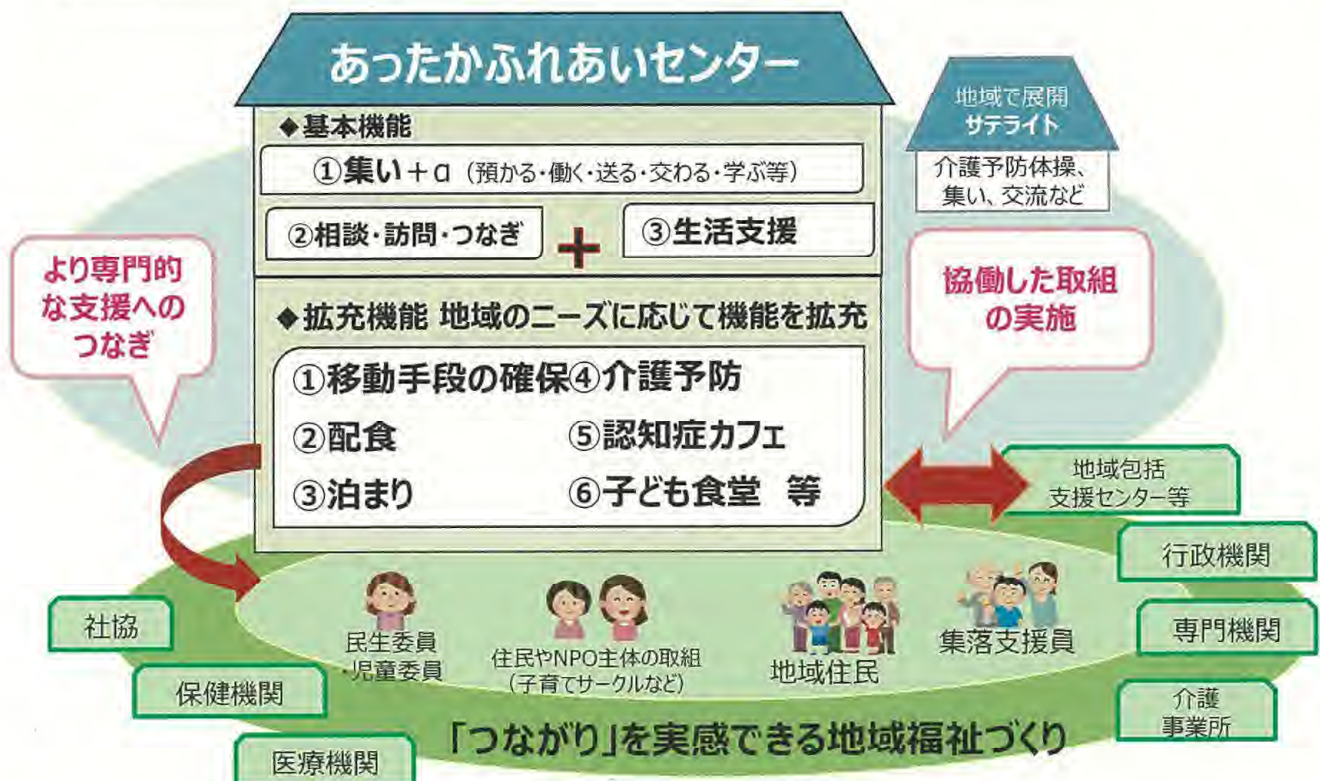 あったかふれあいセンター
◆基本機能
①集い+α（預かる・働く・送る・交わる・学ぶ等）
②相談・訪問・つなぎ
+
③生活支援
◆拡充機能 地域のニーズに応じて機能を拡充
①移動手段の確保④介護予防
②配食
⑤認知症カフェ
③泊まり
⑥子ども食堂 等
地域で展開
サテライト
介護予防体操、
集い、交流など
より専門的
な支援への
つなぎ
協働した取組
の実施
地域包括
支援センター等
行政機関
専門機関
介護
事業所
社協
保健機関
医療機関
民生委員
・児童委員
住民やNPO主体の取組
（子育てサークルなど）
地域住民
集落支援員
「つながり」を実感できる地域福祉づくり